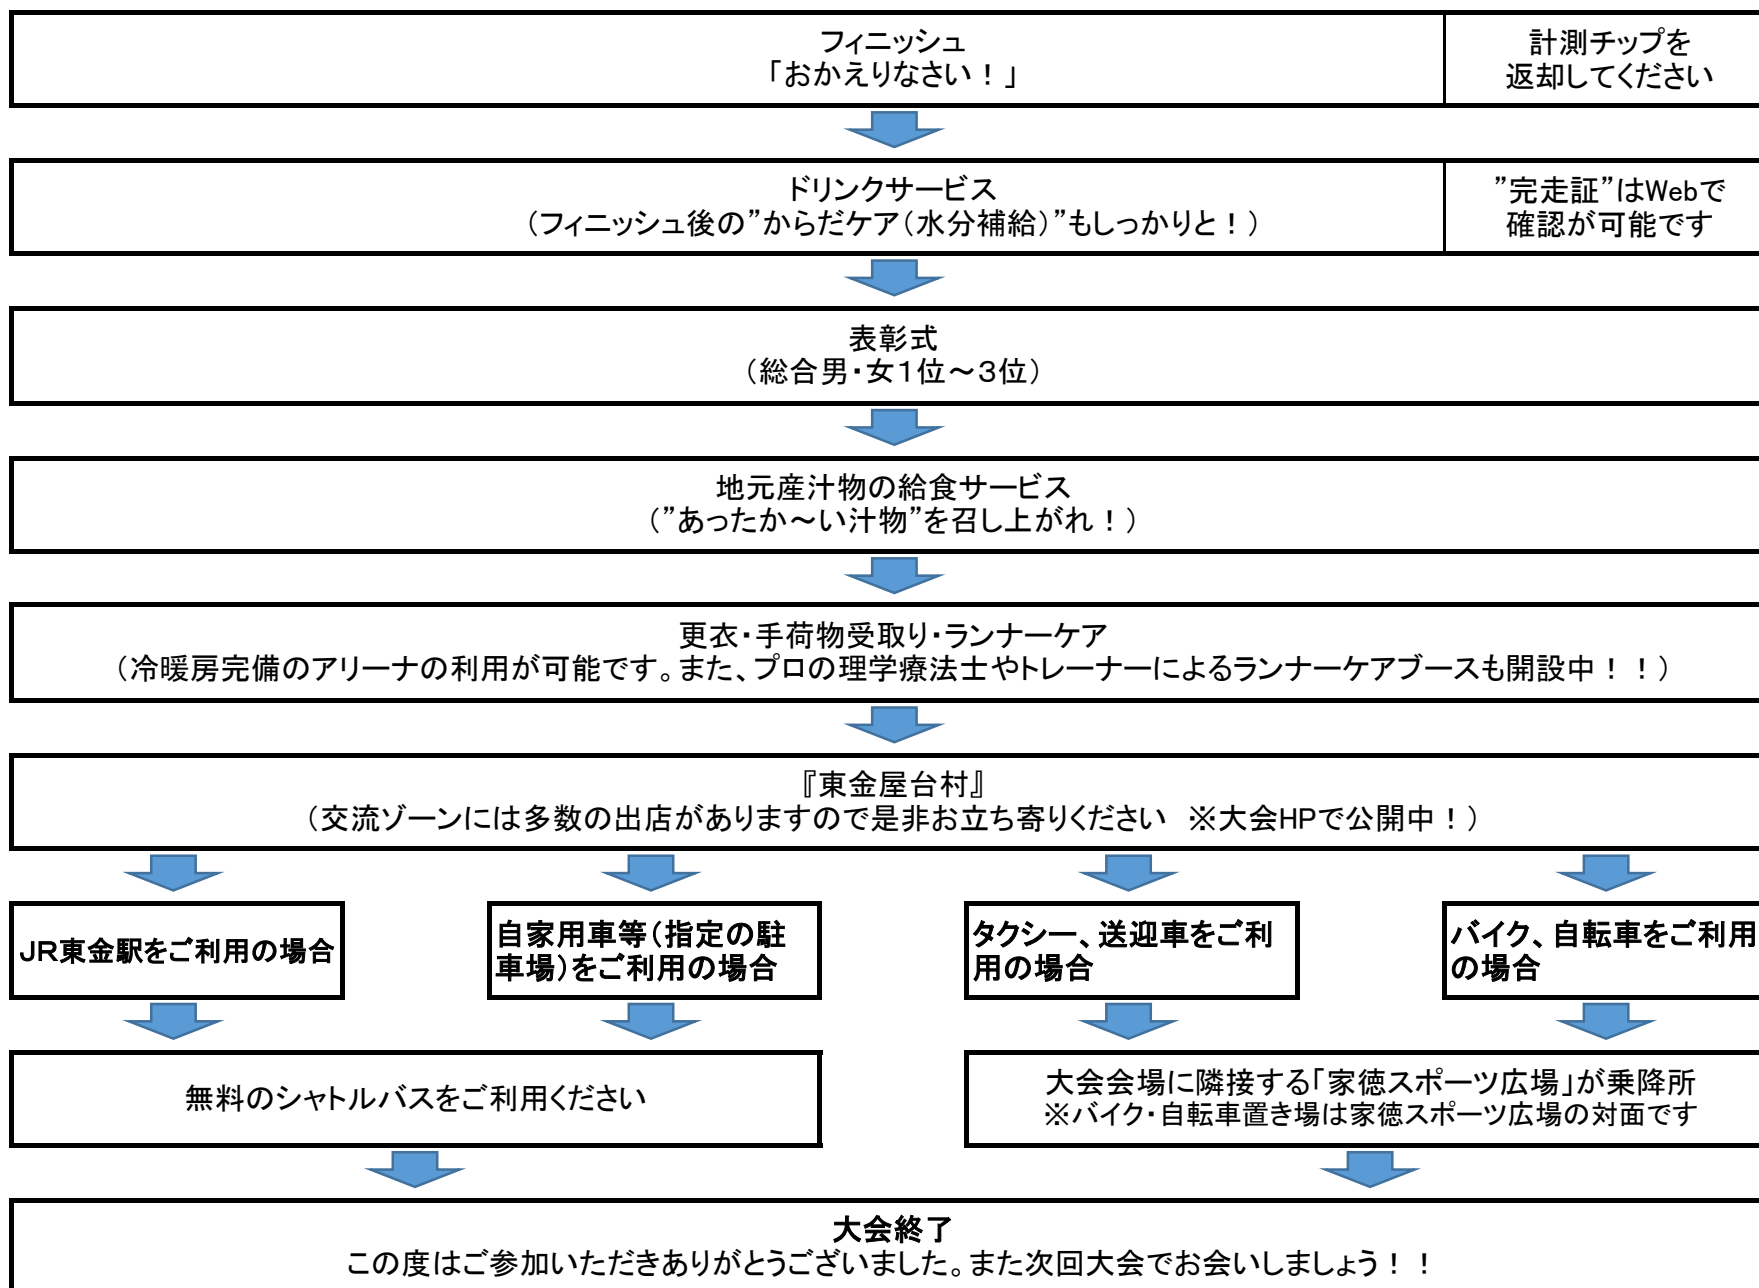 フィニッシュ
「おかえりなさい！」
計測チップを
返却してください
ドリンクサービス
（フィニッシュ後の”からだケア（水分補給）”もしっかりと！）
”完走証”はWebで
確認が可能です
表彰式
（総合男・女１位～３位）
地元産汁物の給食サービス
（”あったか～い汁物”を召し上がれ！）
更衣・手荷物受取り・ランナーケア
（冷暖房完備のアリーナの利用が可能です。また、プロの理学療法士やトレーナーによるランナーケアブースも開設中！！）
『東金屋台村』
（交流ゾーンには多数の出店がありますので是非お立ち寄りください　※大会HPで公開中！）
JR東金駅をご利用の場合
自家用車等（指定の駐
車場）をご利用の場合
タクシー、送迎車をご利
用の場合
バイク、自転車をご利用
の場合
無料のシャトルバスをご利用ください
大会会場に隣接する「家徳スポーツ広場」が乗降所
※バイク・自転車置き場は家徳スポーツ広場の対面です
大会終了
この度はご参加いただきありがとうございました。また次回大会でお会いしましょう！！